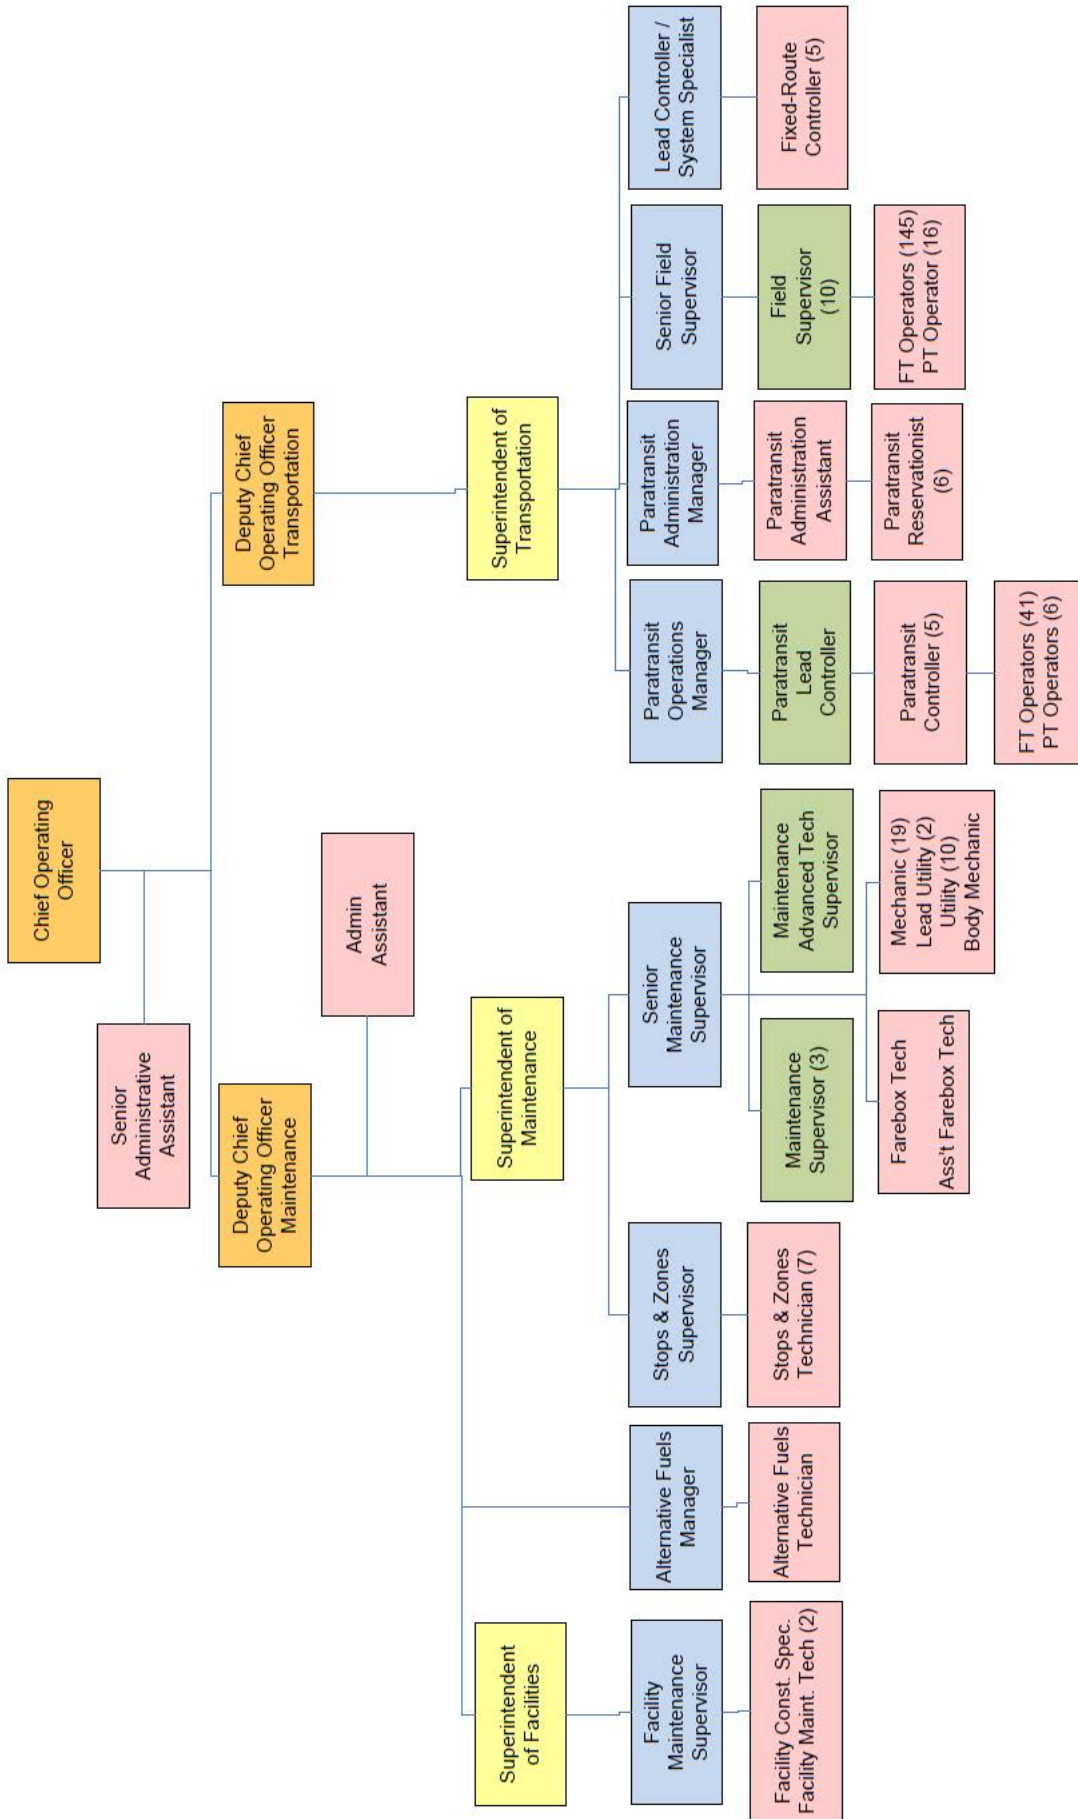 Chief Operating
Officer
Senior
Administrative
Assistant
Deputy Chief
Operating Officer
Maintenance
Deputy Chief
Operating Officer
Transportation
Admin
Assistant
Superintendent
of Facilities
Superintendent of
Maintenance
Superintendent of
Transportation
Facility
Maintenance
Supervisor
Alternative Fuels
Manager
Stops & Zones
Supervisor
Senior
Maintenance
Supervisor
Paratransit
Operations
Manager
Paratransit
Administration
Manager
Senior Field
Supervisor
Lead Controller /
System Specialist
Facility Const. Spec.
Facility Maint. Tech (2)
Alternative Fuels
Technician
Stops & Zones
Technician (7)
Maintenance
Supervisor (3)
Maintenance
Advanced Tech
Supervisor
Paratransit
Lead
Controller
Paratransit
Administration
Assistant
Field
Supervisor
(10)
Fixed-Route
Controller (5)
Farebox Tech
Ass't Farebox Tech
Mechanic (19)
Lead Utility (2)
Utility (10)
Body Mechanic
Paratransit
Controller (5)
Paratransit
Reservationist
(6)
FT Operators (145)
PT Operator (16)
FT Operators (41)
PT Operators (6)